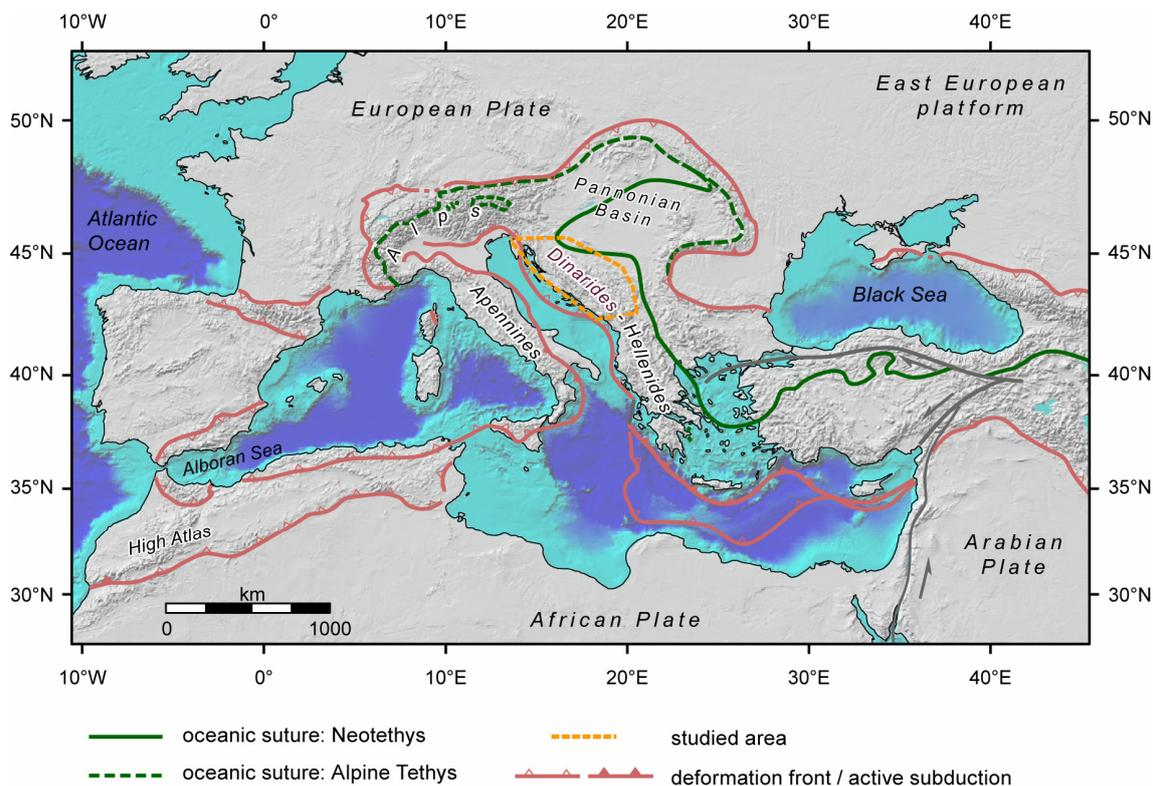 10°W 0° 10°E 20°E 30°E 40°E
European Plate
East European
platform
50°N 50°N
Pannonian
Basin
Alps
Atlantic
Ocean
45°N 45°N
Dinarides - Hellenides
Black Sea
Apennines
40°N 40°N
Alboran Sea
35°N 35°N
High Atlas
Arabian
Plate
30°N 30°N
km
0 1000
African Plate
10°W 0° 10°E 20°E 30°E 40°E
oceanic suture: Neotethys
studied area
oceanic suture: Alpine Tethys
deformation front / active subduction